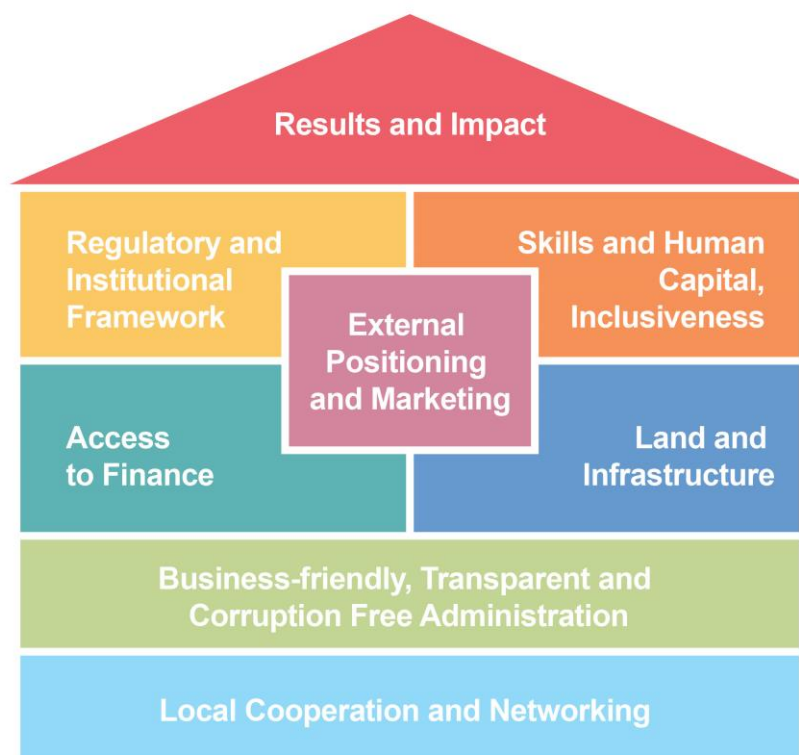 Results and Impact
Regulatory and
Institutional
Framework
Skills and Human
Capital,
Inclusiveness
External
Positioning
and Marketing
Access
to Finance
Land and
Infrastructure
Business-friendly, Transparent and
Corruption Free Administration
Local Cooperation and Networking